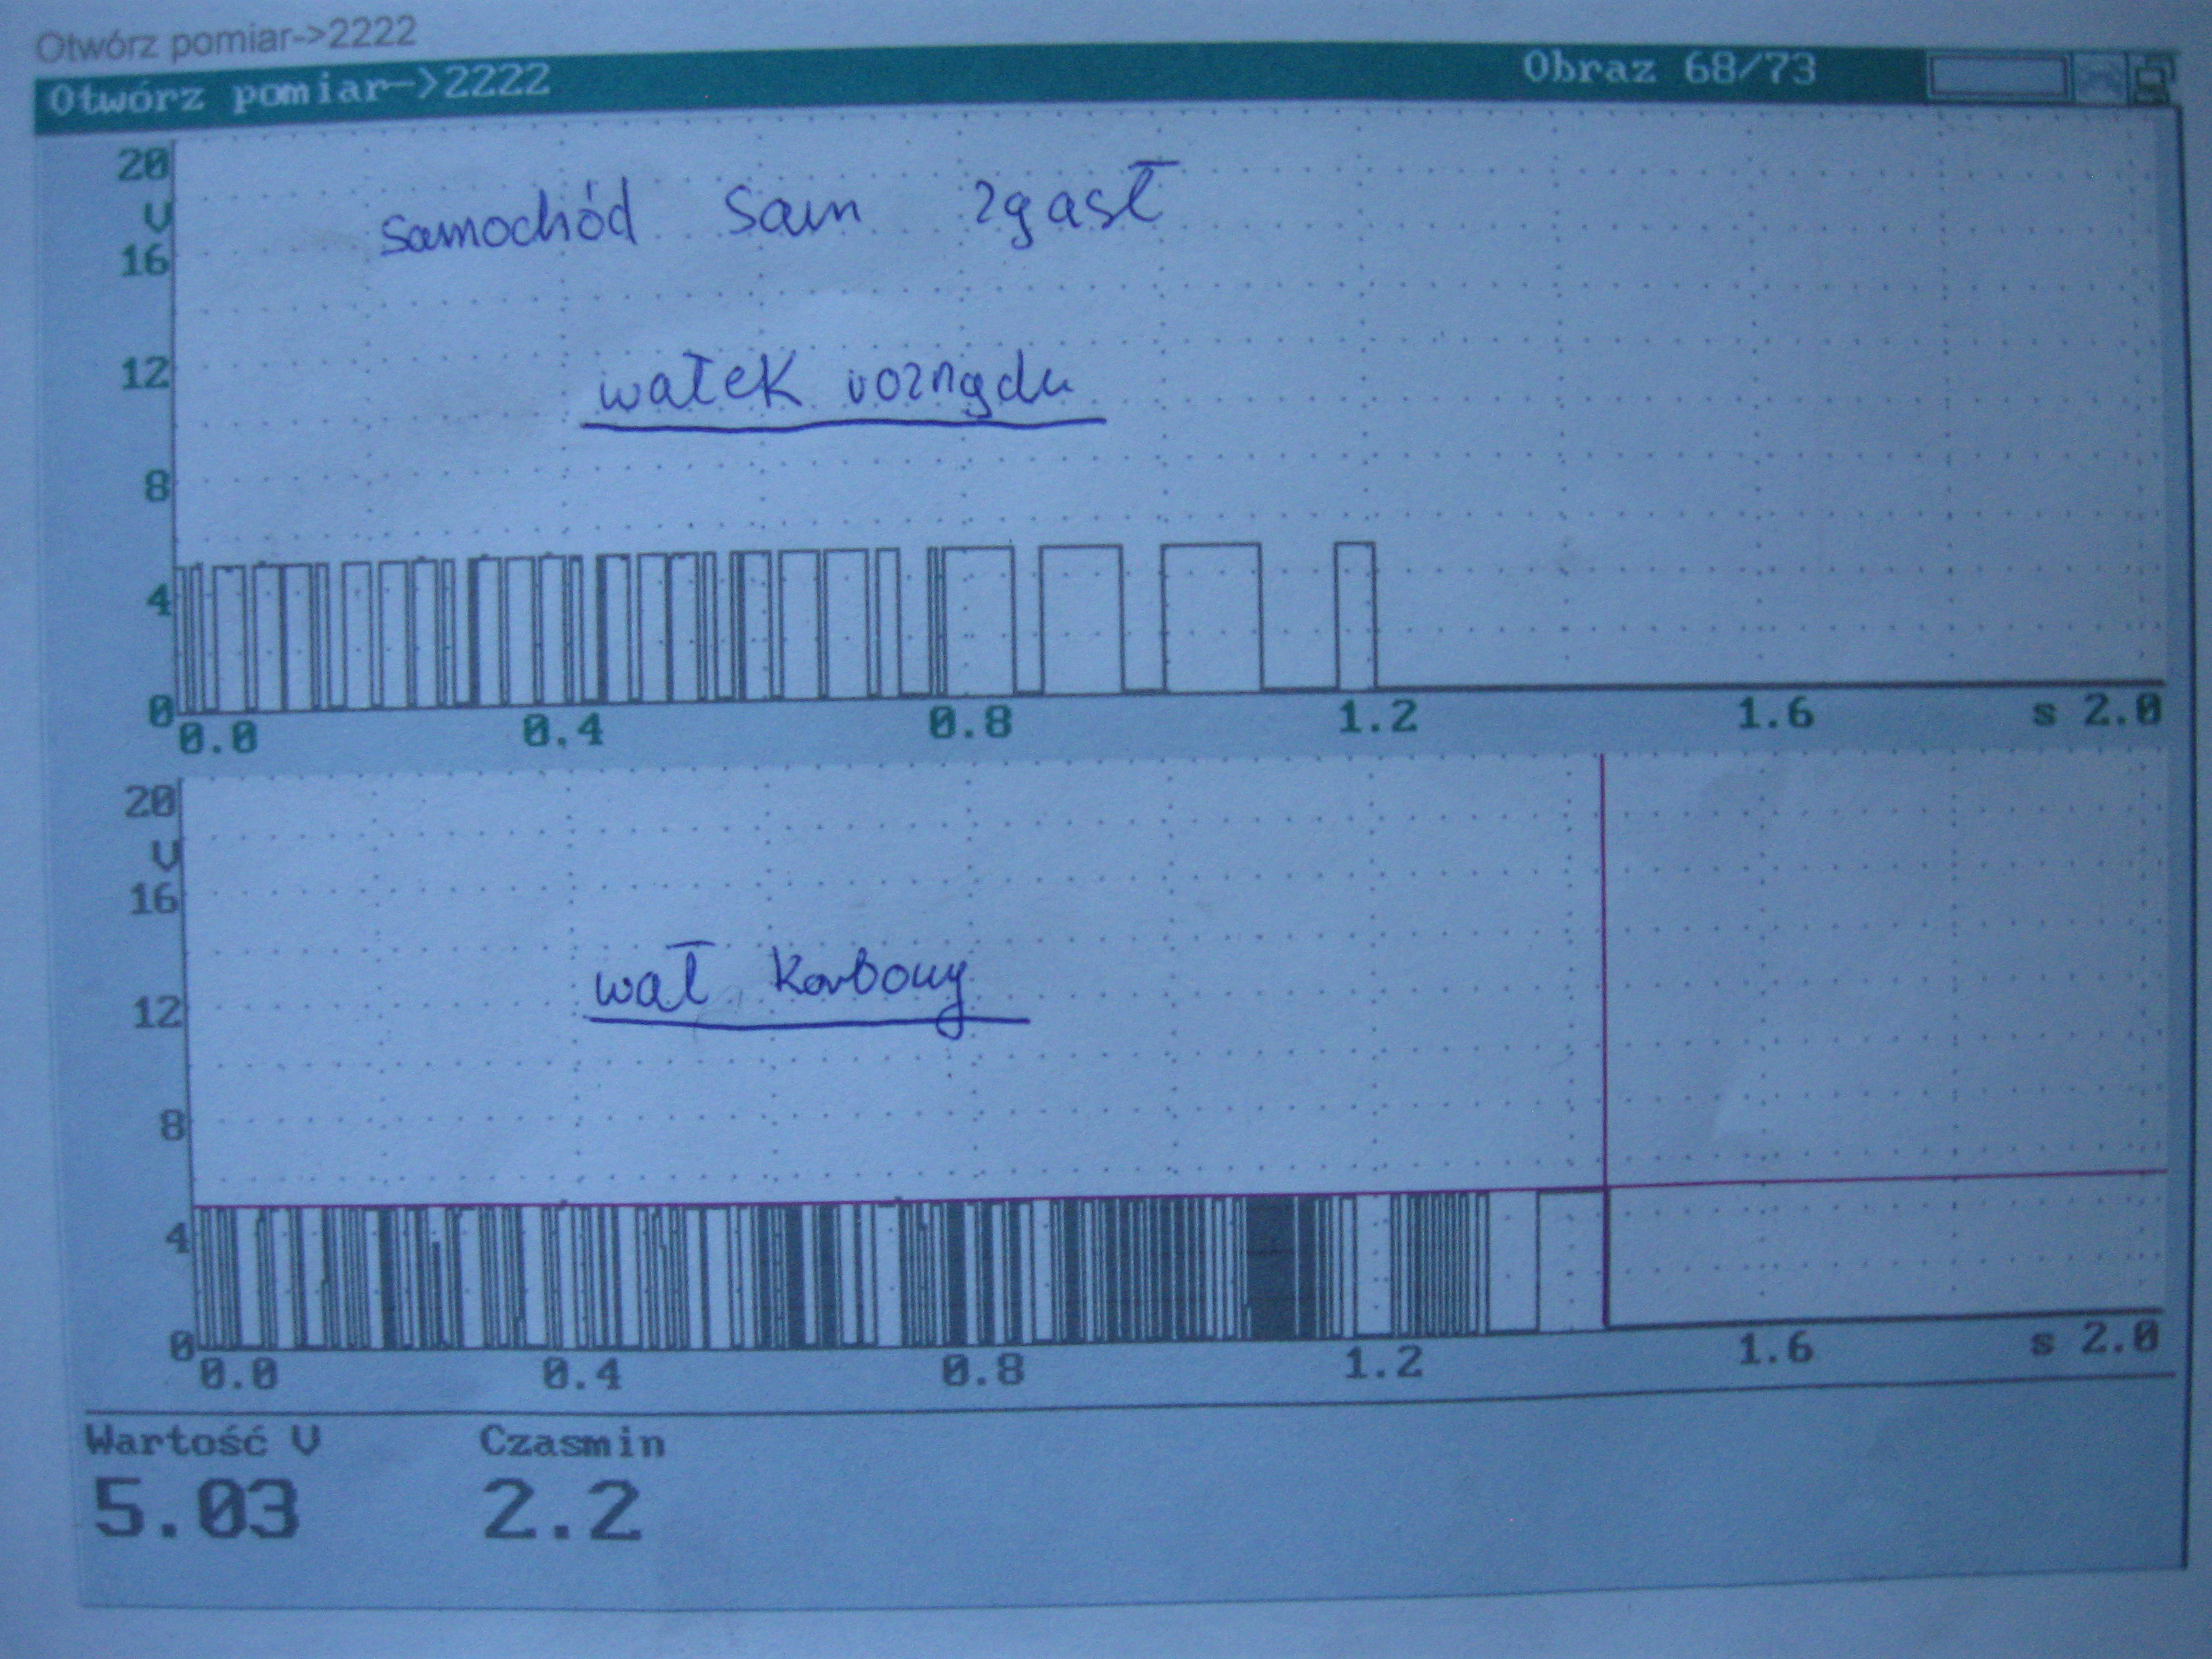 Otwórz pomiar->2222
Otwórz pomiar->2222 Obraz 68/73
20
V
samochód sam zgasł
16
12
wałek rozrządu
8
4
0
0.0 0.4 0.8 1.2 1.6 s 2.0
20
V
16
wał korbowy
12
8
4
0
0.0 0.4 0.8 1.2 1.6 s 2.0
Wartość V Czasmin
5.03 2.2